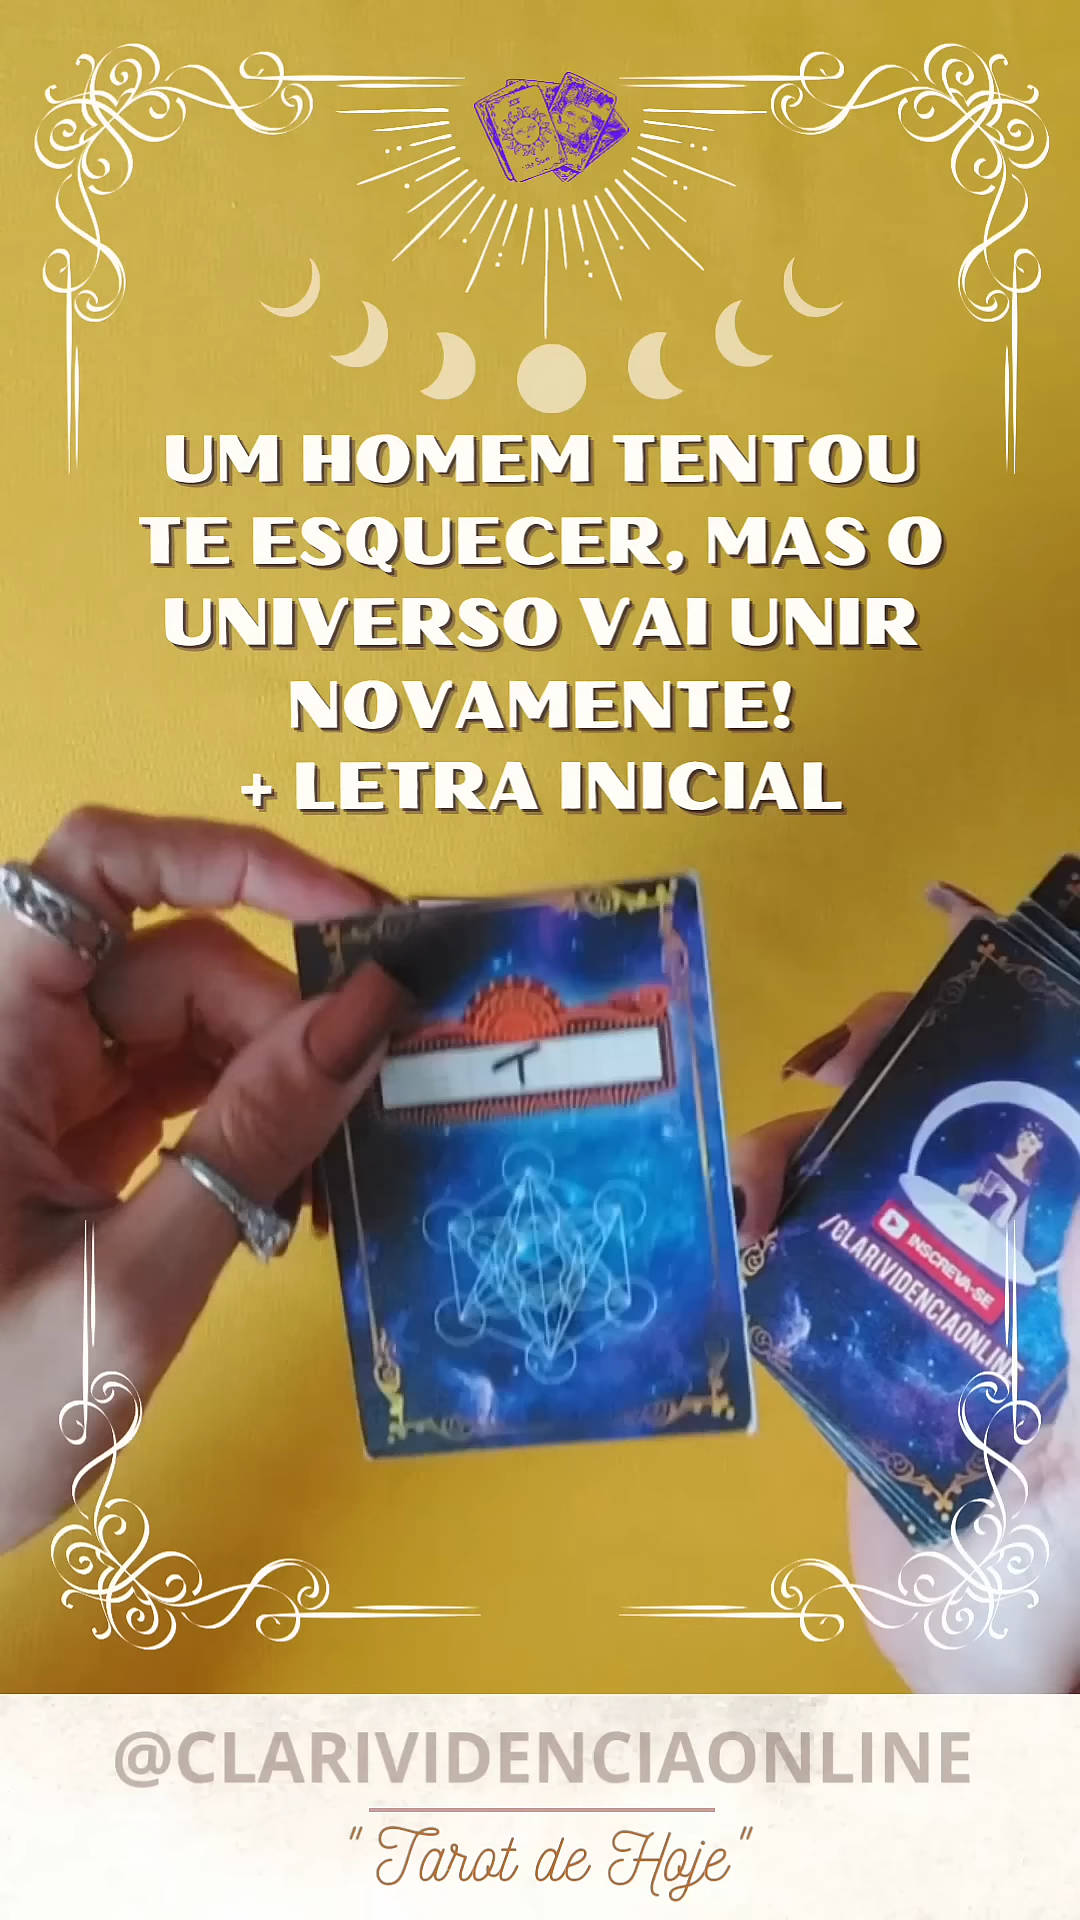 UM HOMEM TENTOU
TE ESQUECER, MAS O
UNIVERSO VAI UNIR
NOVAMENTE!
+ LETRA INICIAL
T
INSCREVA-SE
/CLARIVIDENCIAONLINE
@CLARIVIDENCIAONLINE
"Tarot de Hoje"